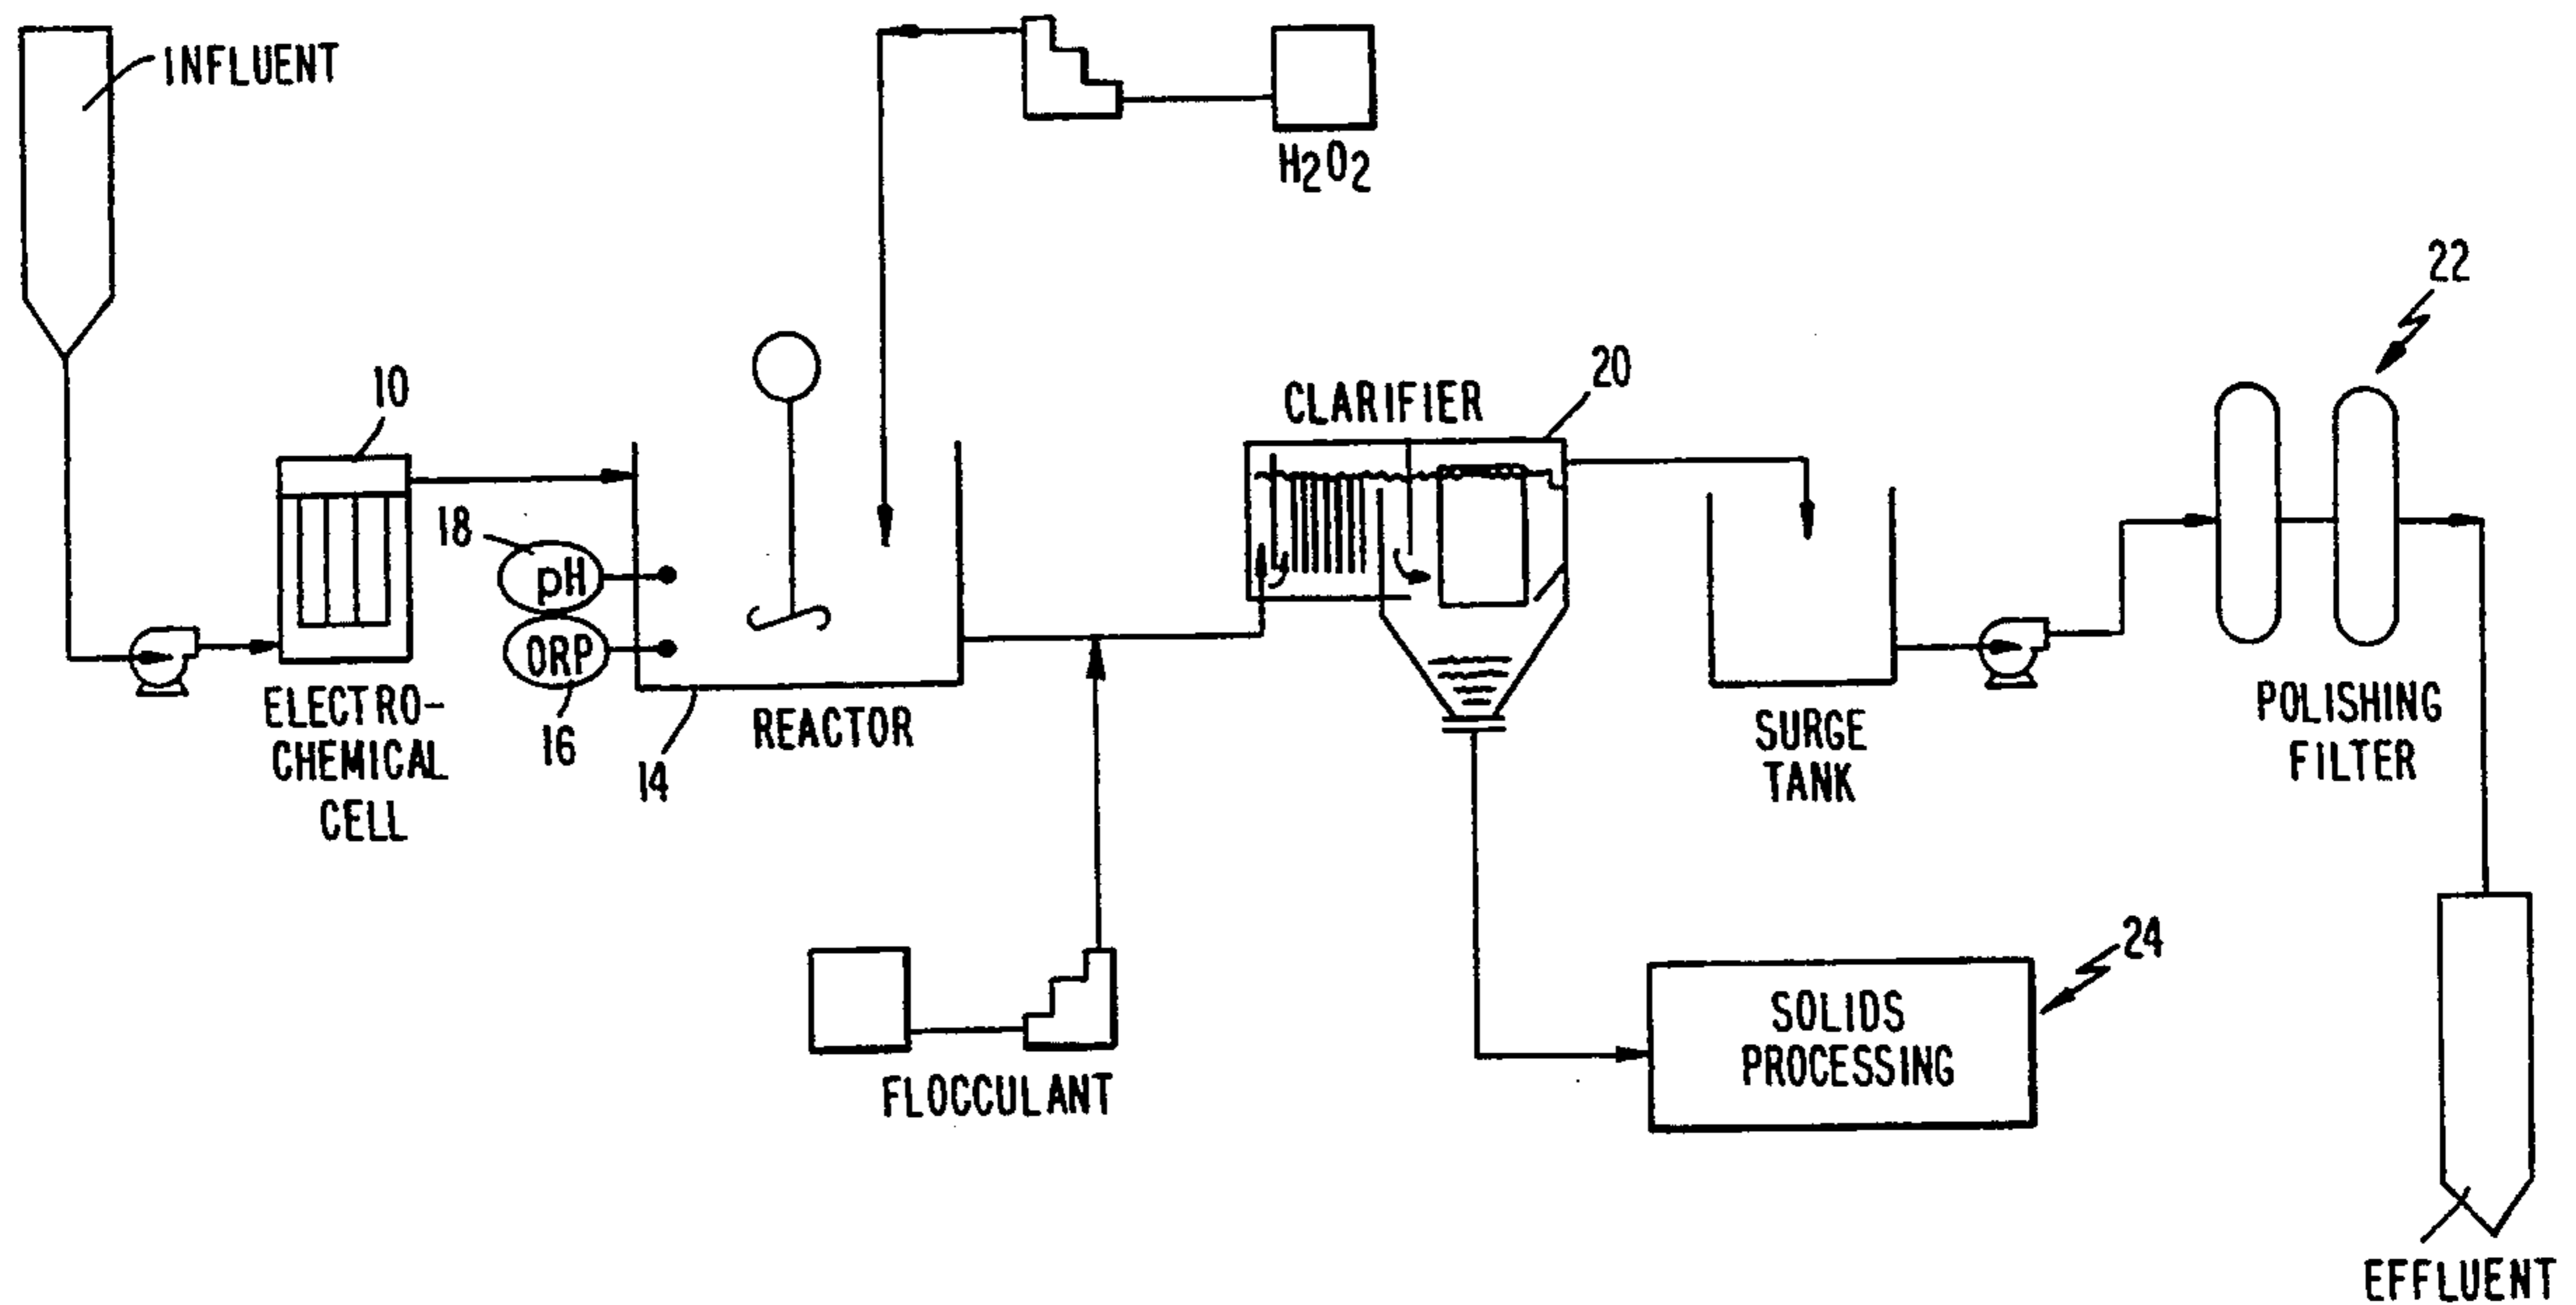 INFLUENT
H2O2
22
10
CLARIFIER
20
18
pH
ORP
16
ELECTRO-
CHEMICAL
CELL
14
REACTOR
SURGE
TANK
POLISHING
FILTER
FLOCCULANT
24
SOLIDS
PROCESSING
EFFLUENT